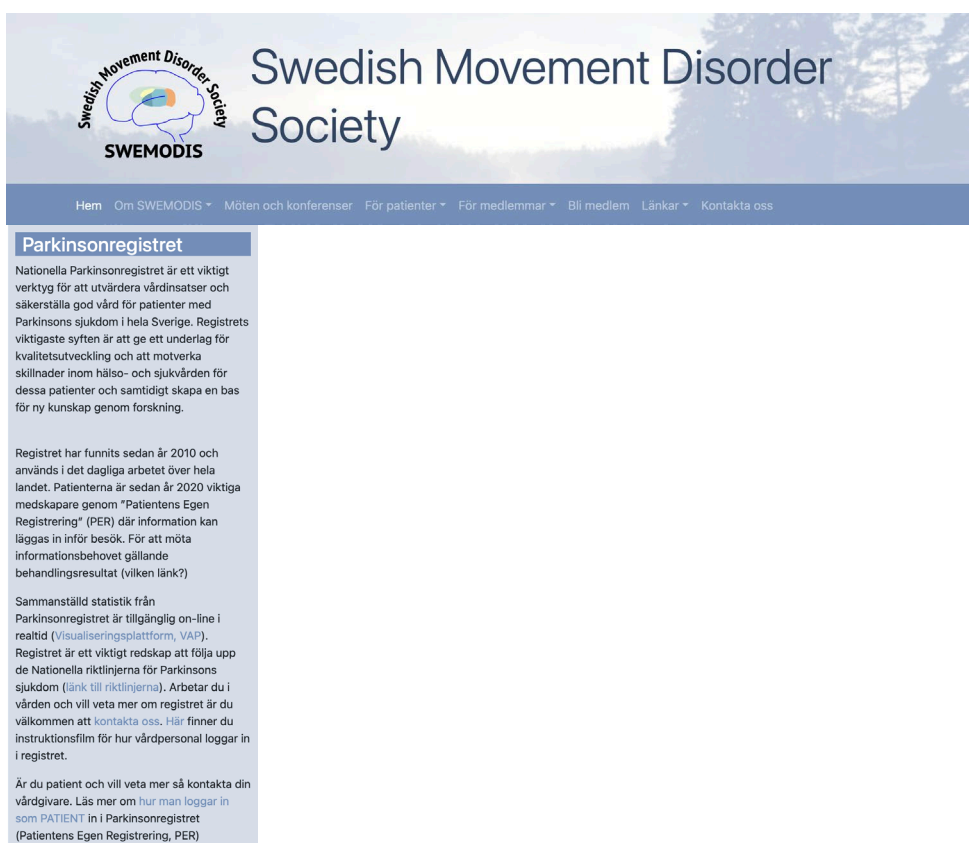 Swedish Movement Disorder Society
SWEMODIS
Swedish Movement Disorder
Society
Hem Om SWEMODIS Möten och konferenser För patienter För medlemmar Bli medlem Länkar Kontakta oss
Parkinsonregistret
Nationella Parkinsonregistret är ett viktigt
verktyg för att utvärdera vårdinsatser och
säkerställa god vård för patienter med
Parkinsons sjukdom i hela Sverige. Registrets
viktigaste syften är att ge ett underlag för
kvalitetsutveckling och att motverka
skillnader inom hälso- och sjukvården för
dessa patienter och samtidigt skapa en bas
för ny kunskap genom forskning.
Registret har funnits sedan år 2010 och
används i det dagliga arbetet över hela
landet. Patienterna är sedan år 2020 viktiga
medskapare genom "Patientens Egen
Registrering" (PER) där information kan
läggas in inför besök. För att möta
informationsbehovet gällande
behandlingsresultat (vilken länk?)
Sammanställd statistik från
Parkinsonregistret är tillgänglig on-line i
realtid (Visualiseringsplattform, VAP).
Registret är ett viktigt redskap att följa upp
de Nationella riktlinjerna för Parkinsons
sjukdom (länk till riktlinjerna). Arbetar du i
vården och vill veta mer om registret är du
välkommen att kontakta oss. Här finner du
instruktionsfilm för hur vårdpersonal loggar in
i registret.
Är du patient och vill veta mer så kontakta din
vårdgivare. Läs mer om hur man loggar in
som PATIENT in i Parkinsonregistret
(Patientens Egen Registrering, PER)